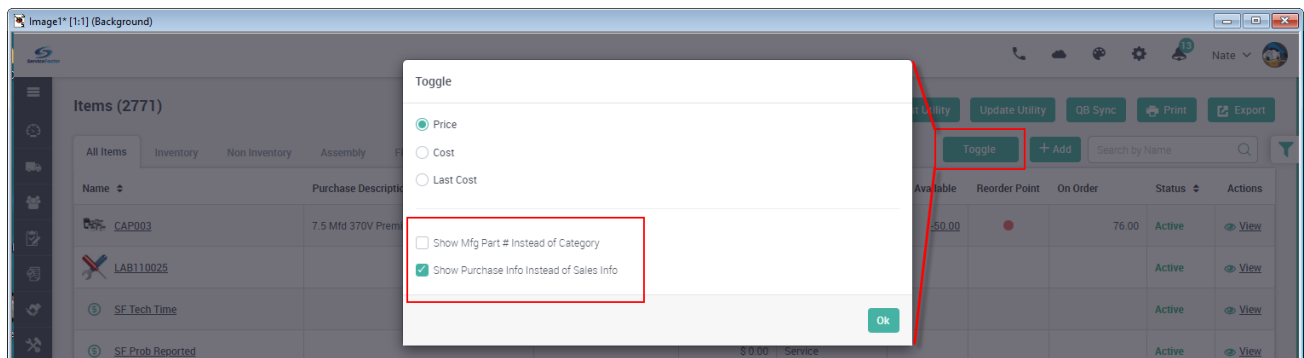 Image1* [1:1] (Background)
13
Nate
Toggle
Items (2771)
Utility
Update Utility
QB Sync
Print
Export
Price
Cost
Last Cost
All Items
Inventory
Non Inventory
Assembly
Toggle
+ Add
Search by Name
Name
Purchase Descriptio
Available
Reorder Point
On Order
Status
Actions
CAP003
7.5 Mfd 370V Premi
-50.00
76.00
Active
View
Show Mfg Part # Instead of Category
Show Purchase Info Instead of Sales Info
LAB110025
Active
View
SF Tech Time
Active
View
Ok
SF Prob Reported
$ 0.00
Service
Active
View